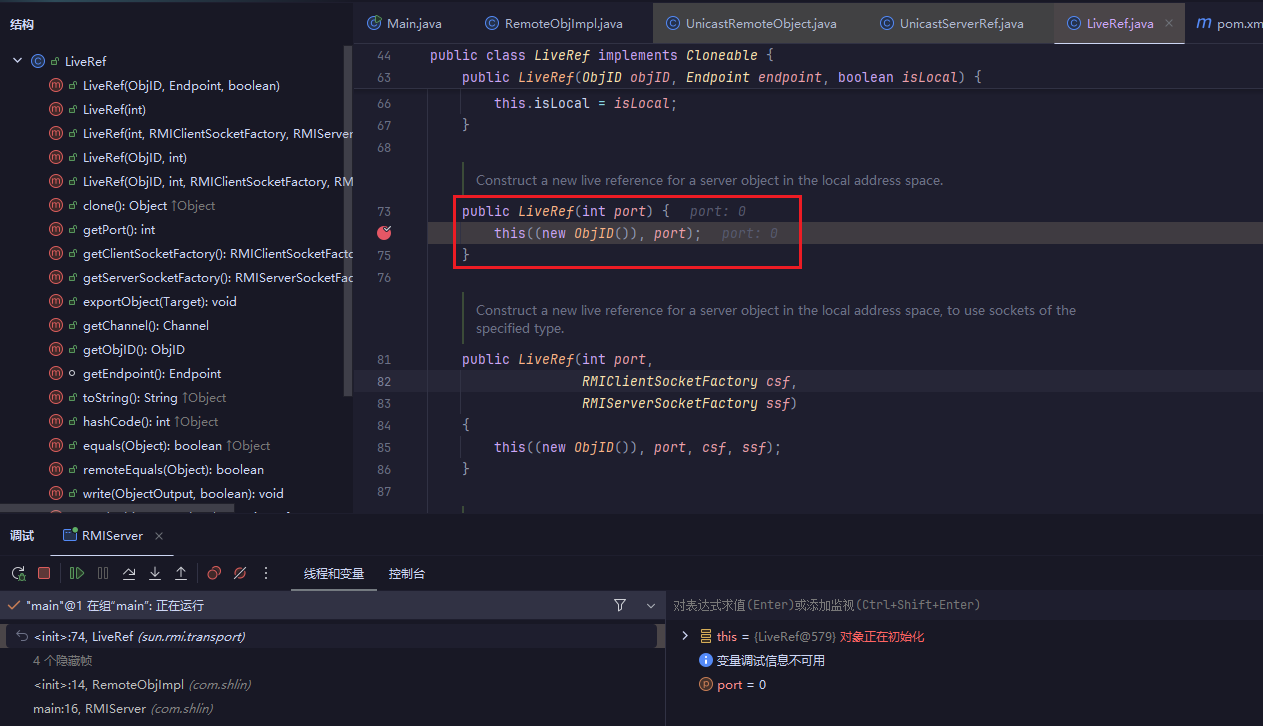 结构
LiveRef
LiveRef(ObjID, Endpoint, boolean)
LiveRef(int)
LiveRef(int, RMIClientSocketFactory, RMIServer
LiveRef(ObjID, int)
LiveRef(ObjID, int, RMIClientSocketFactory, RM
clone(): Object ↑Object
getPort(): int
getClientSocketFactory(): RMIClientSocketFacto
getServerSocketFactory(): RMIServerSocketFac
exportObject(Target): void
getChannel(): Channel
getObjID(): ObjID
getEndpoint(): Endpoint
toString(): String ↑Object
hashCode(): int ↑Object
equals(Object): boolean ↑Object
remoteEquals(Object): boolean
write(ObjectOutput, boolean): void
Main.java
RemoteObjImpl.java
UnicastRemoteObject.java
UnicastServerRef.java
LiveRef.java
pom.xm
44 public class LiveRef implements Cloneable {
63 public LiveRef(ObjID objID, Endpoint endpoint, boolean isLocal) {
66 this.isLocal = isLocal;
67 }
68
Construct a new live reference for a server object in the local address space.
73 public LiveRef(int port) { port: 0
this((new ObjID()), port); port: 0
75 }
76
Construct a new live reference for a server object in the local address space, to use sockets of the
specified type.
81 public LiveRef(int port,
82 RMIClientSocketFactory csf,
83 RMIServerSocketFactory ssf)
84 {
85 this((new ObjID()), port, csf, ssf);
86 }
87
调试
RMIServer
线程和变量
控制台
"main"@1 在组"main": 正在运行
<init>:74, LiveRef (sun.rmi.transport)
4 个隐藏帧
<init>:14, RemoteObjImpl (com.shlin)
main:16, RMIServer (com.shlin)
对表达式求值(Enter)或添加监视(Ctrl+Shift+Enter)
this = {LiveRef@579} 对象正在初始化
变量调试信息不可用
port = 0